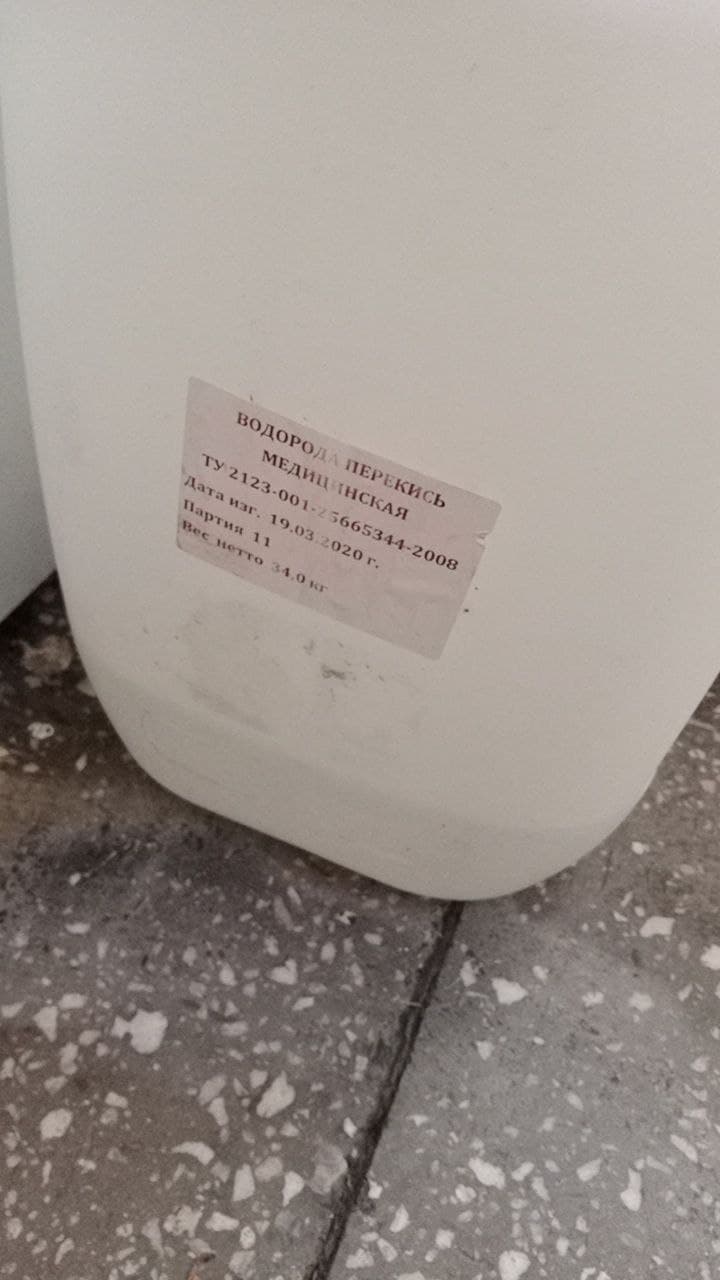 ВОДОРОДА ПЕРЕКИСЬ
МЕДИЦИНСКАЯ
ТУ 2123-001-25665344-2008
Дата изг. 19.03.2020 г.
Партия 11
Вес нетто 34.0 кг